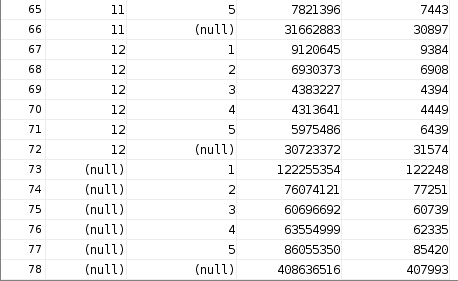 65 11 5 7821396 7443
66 11 (null) 31662883 30897
67 12 1 9120645 9384
68 12 2 6930373 6908
69 12 3 4383227 4394
70 12 4 4313641 4449
71 12 5 5975486 6439
72 12 (null) 30723372 31574
73 (null) 1 122255354 122248
74 (null) 2 76074121 77251
75 (null) 3 60696692 60739
76 (null) 4 63554999 62335
77 (null) 5 86055350 85420
78 (null) (null) 408636516 407993